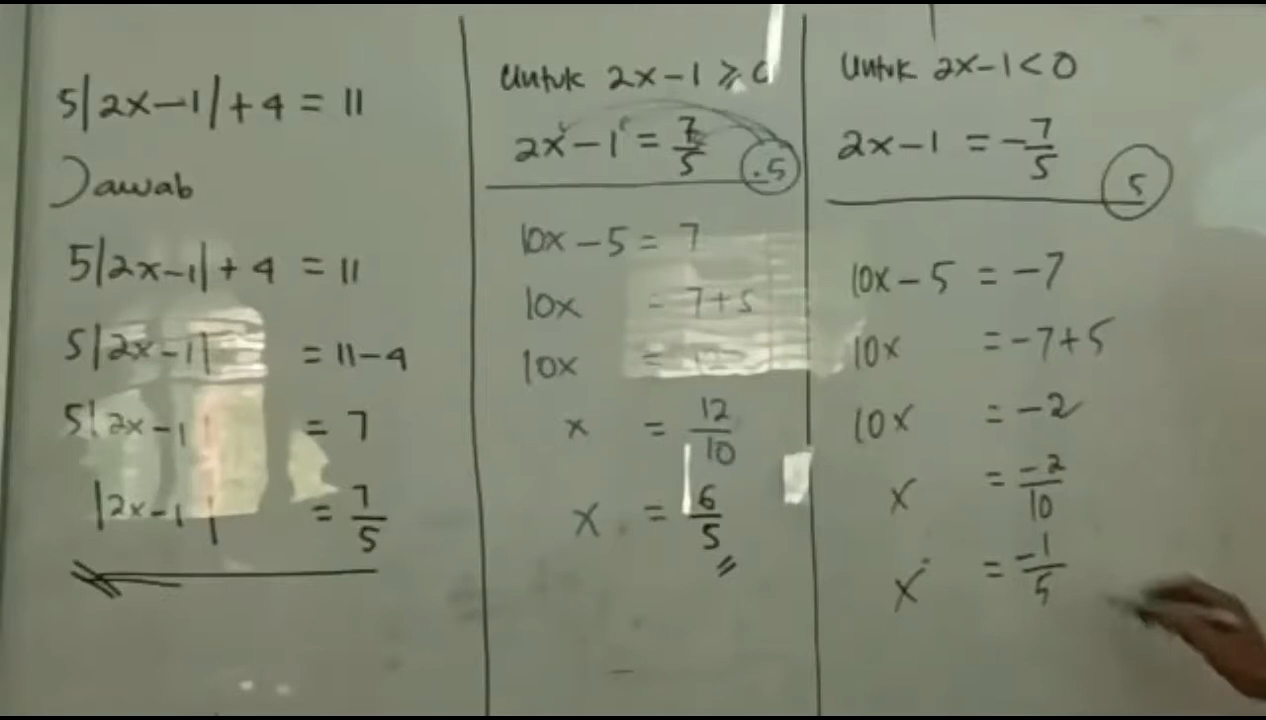 5|2x-1|+4 = 11
Jawab
5|2x-1|+4 = 11
5|2x-1| = 11-4
5|2x-1| = 7
|2x-1| = 7/5
Untuk 2x-1 ≥ 0
2x-1 = 7/5 .5
10x-5 = 7
10x = 7+5
10x = 12
x = 12/10
x = 6/5
Untuk 2x-1 < 0
2x-1 = -7/5 5
10x-5 = -7
10x = -7+5
10x = -2
x = -2/10
x = -1/5